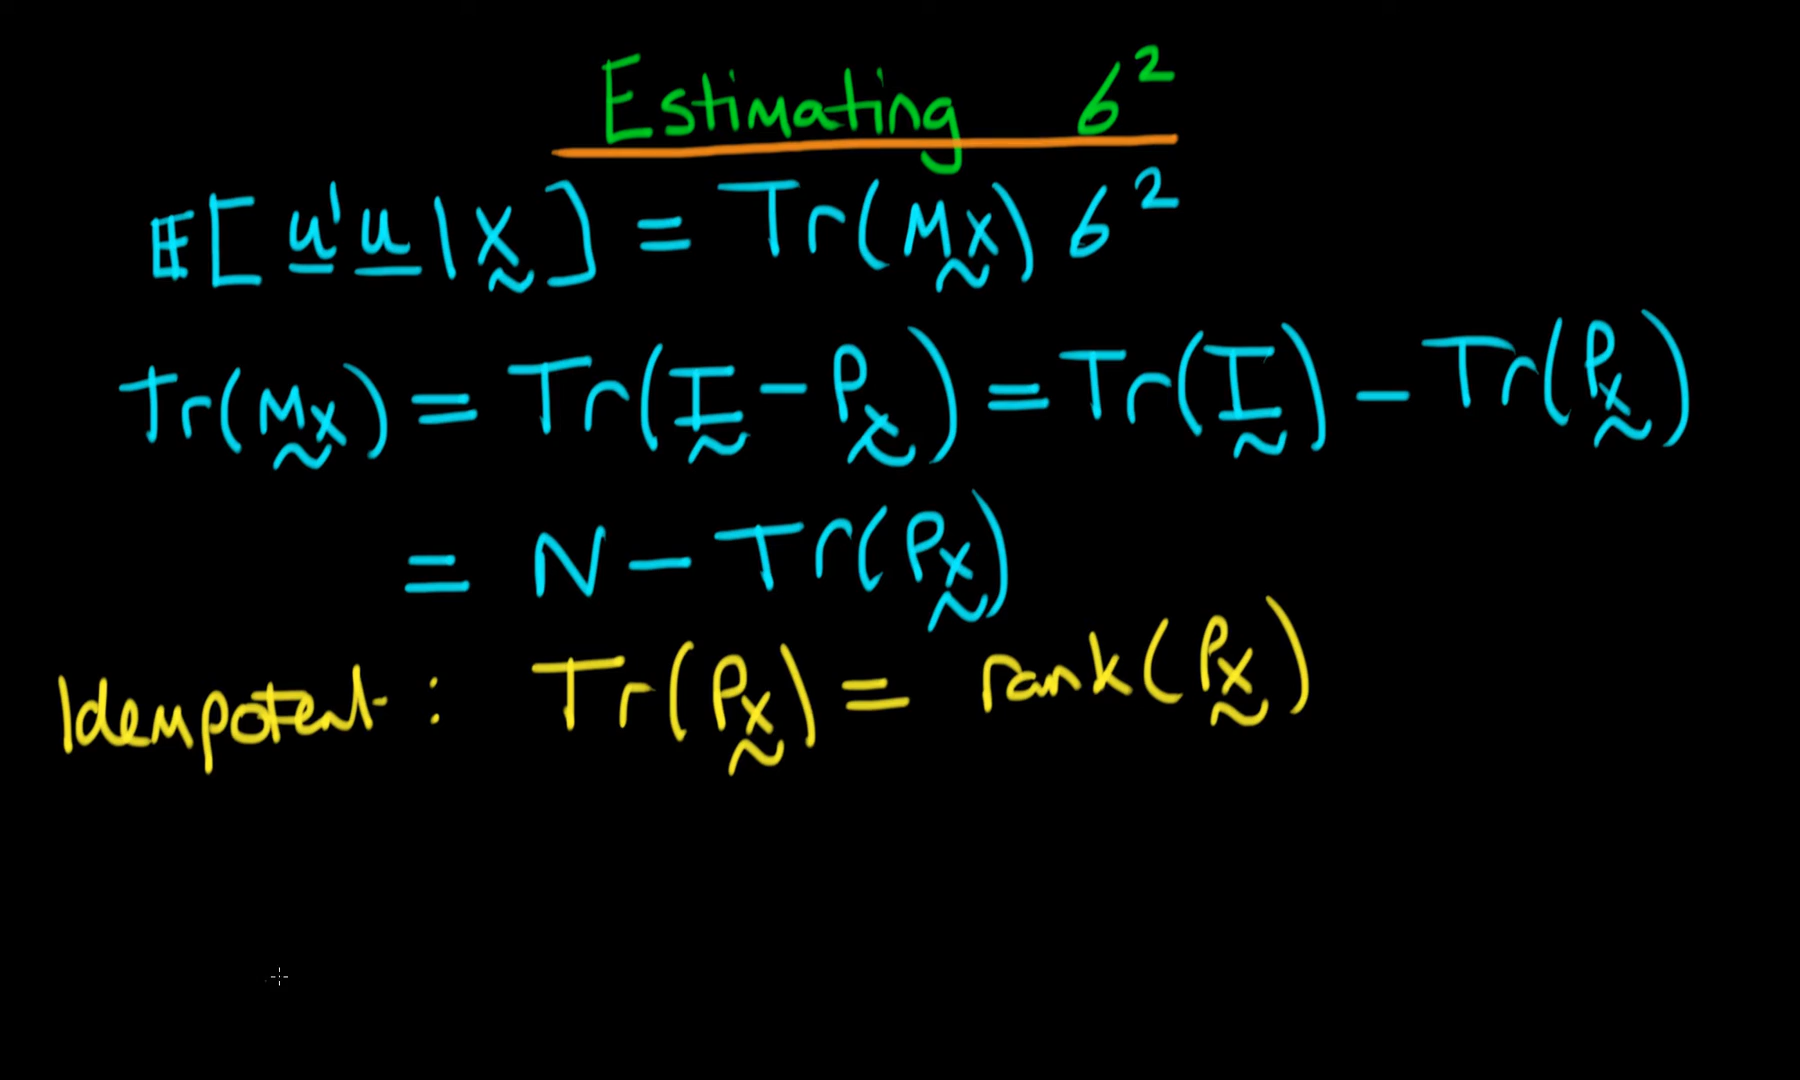 Estimating σ²
E[u'u|X] = Tr(Mx)σ²
Tr(Mx) = Tr(I - Px) = Tr(I) - Tr(Px)
= N - Tr(Px)
Idempotent : Tr(Px) = rank(Px)